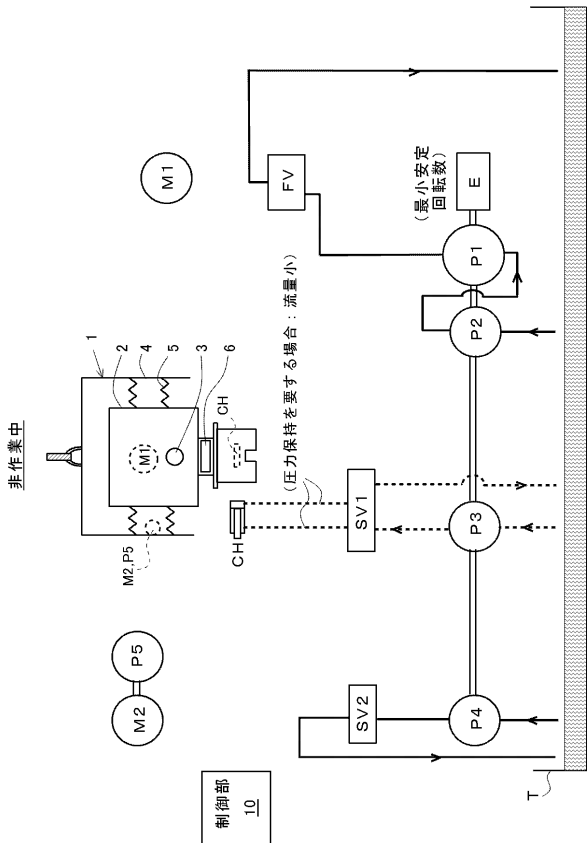 非作業中
1
2
4
5
3
6
CH
M1
M2,P5
M1
M2
P5
制御部
10
CH
(圧力保持を要する場合：流量小)
SV1
SV2
FV
(最小安定
回転数)
E
P1
P2
P3
P4
T